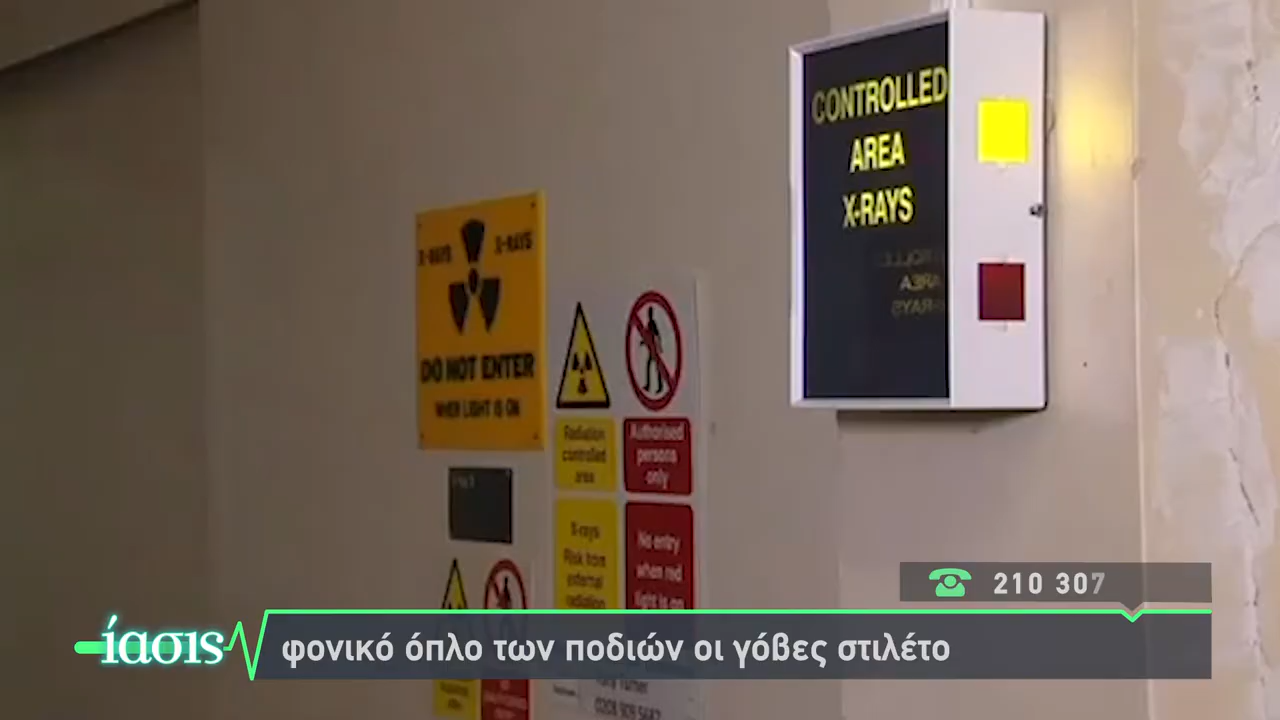 CONTROLLED
AREA
X-RAYS
X-RAYS X-RAYS
DO NOT ENTER
WHEN LIGHT IS ON
Radiation
controlled
area
Authorised
persons
only
X-rays
Risk from
external
radiation
No entry
when red
light is on
210 307
ίασις
φονικό όπλο των ποδιών οι γόβες στιλέτο